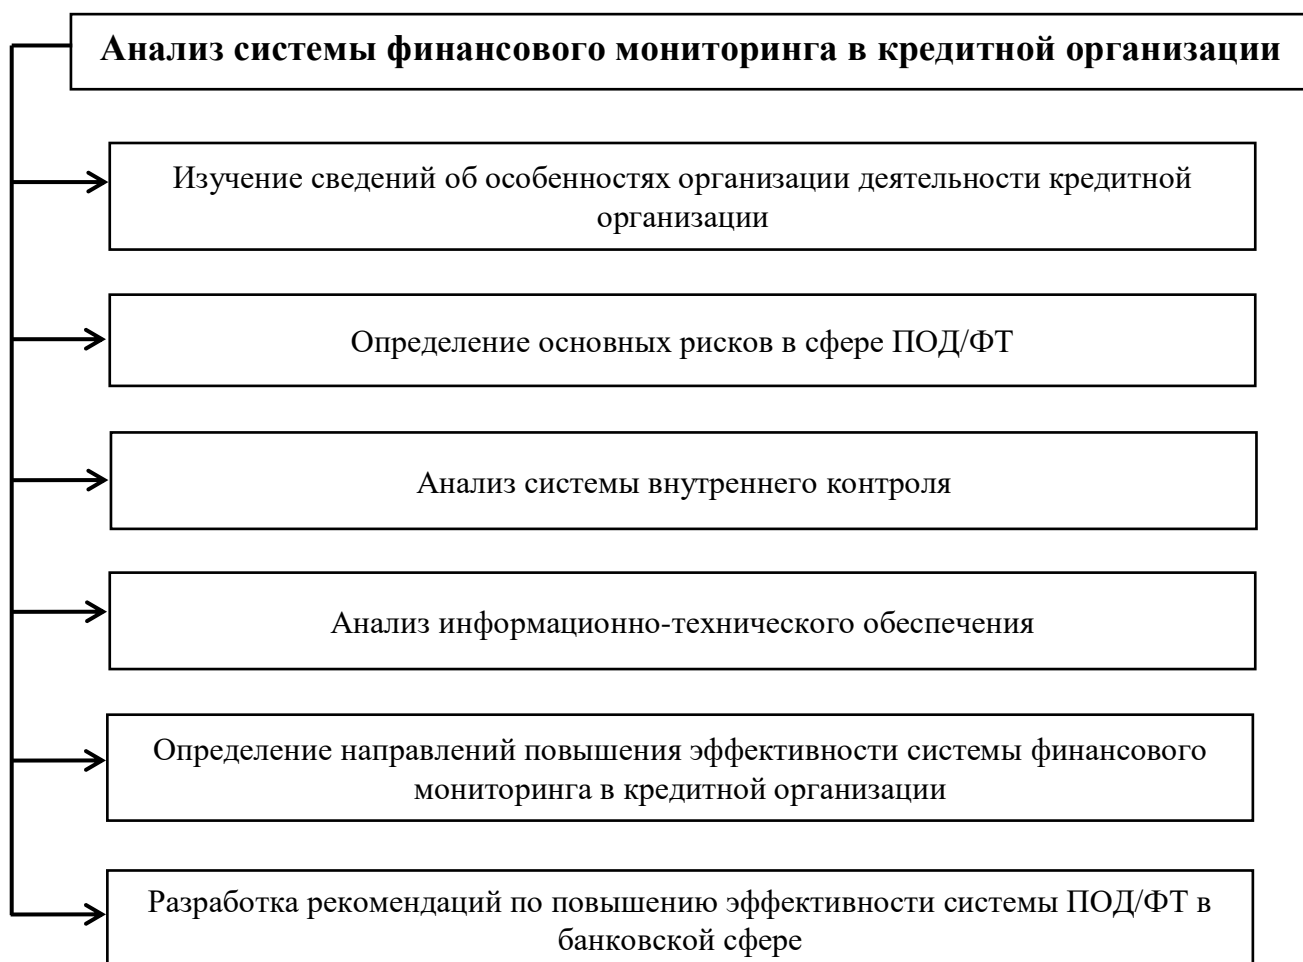 Анализ системы финансового мониторинга в кредитной организации
Изучение сведений об особенностях организации деятельности кредитной
организации
Определение основных рисков в сфере ПОД/ФТ
Анализ системы внутреннего контроля
Анализ информационно-технического обеспечения
Определение направлений повышения эффективности системы финансового
мониторинга в кредитной организации
Разработка рекомендаций по повышению эффективности системы ПОД/ФТ в
банковской сфере